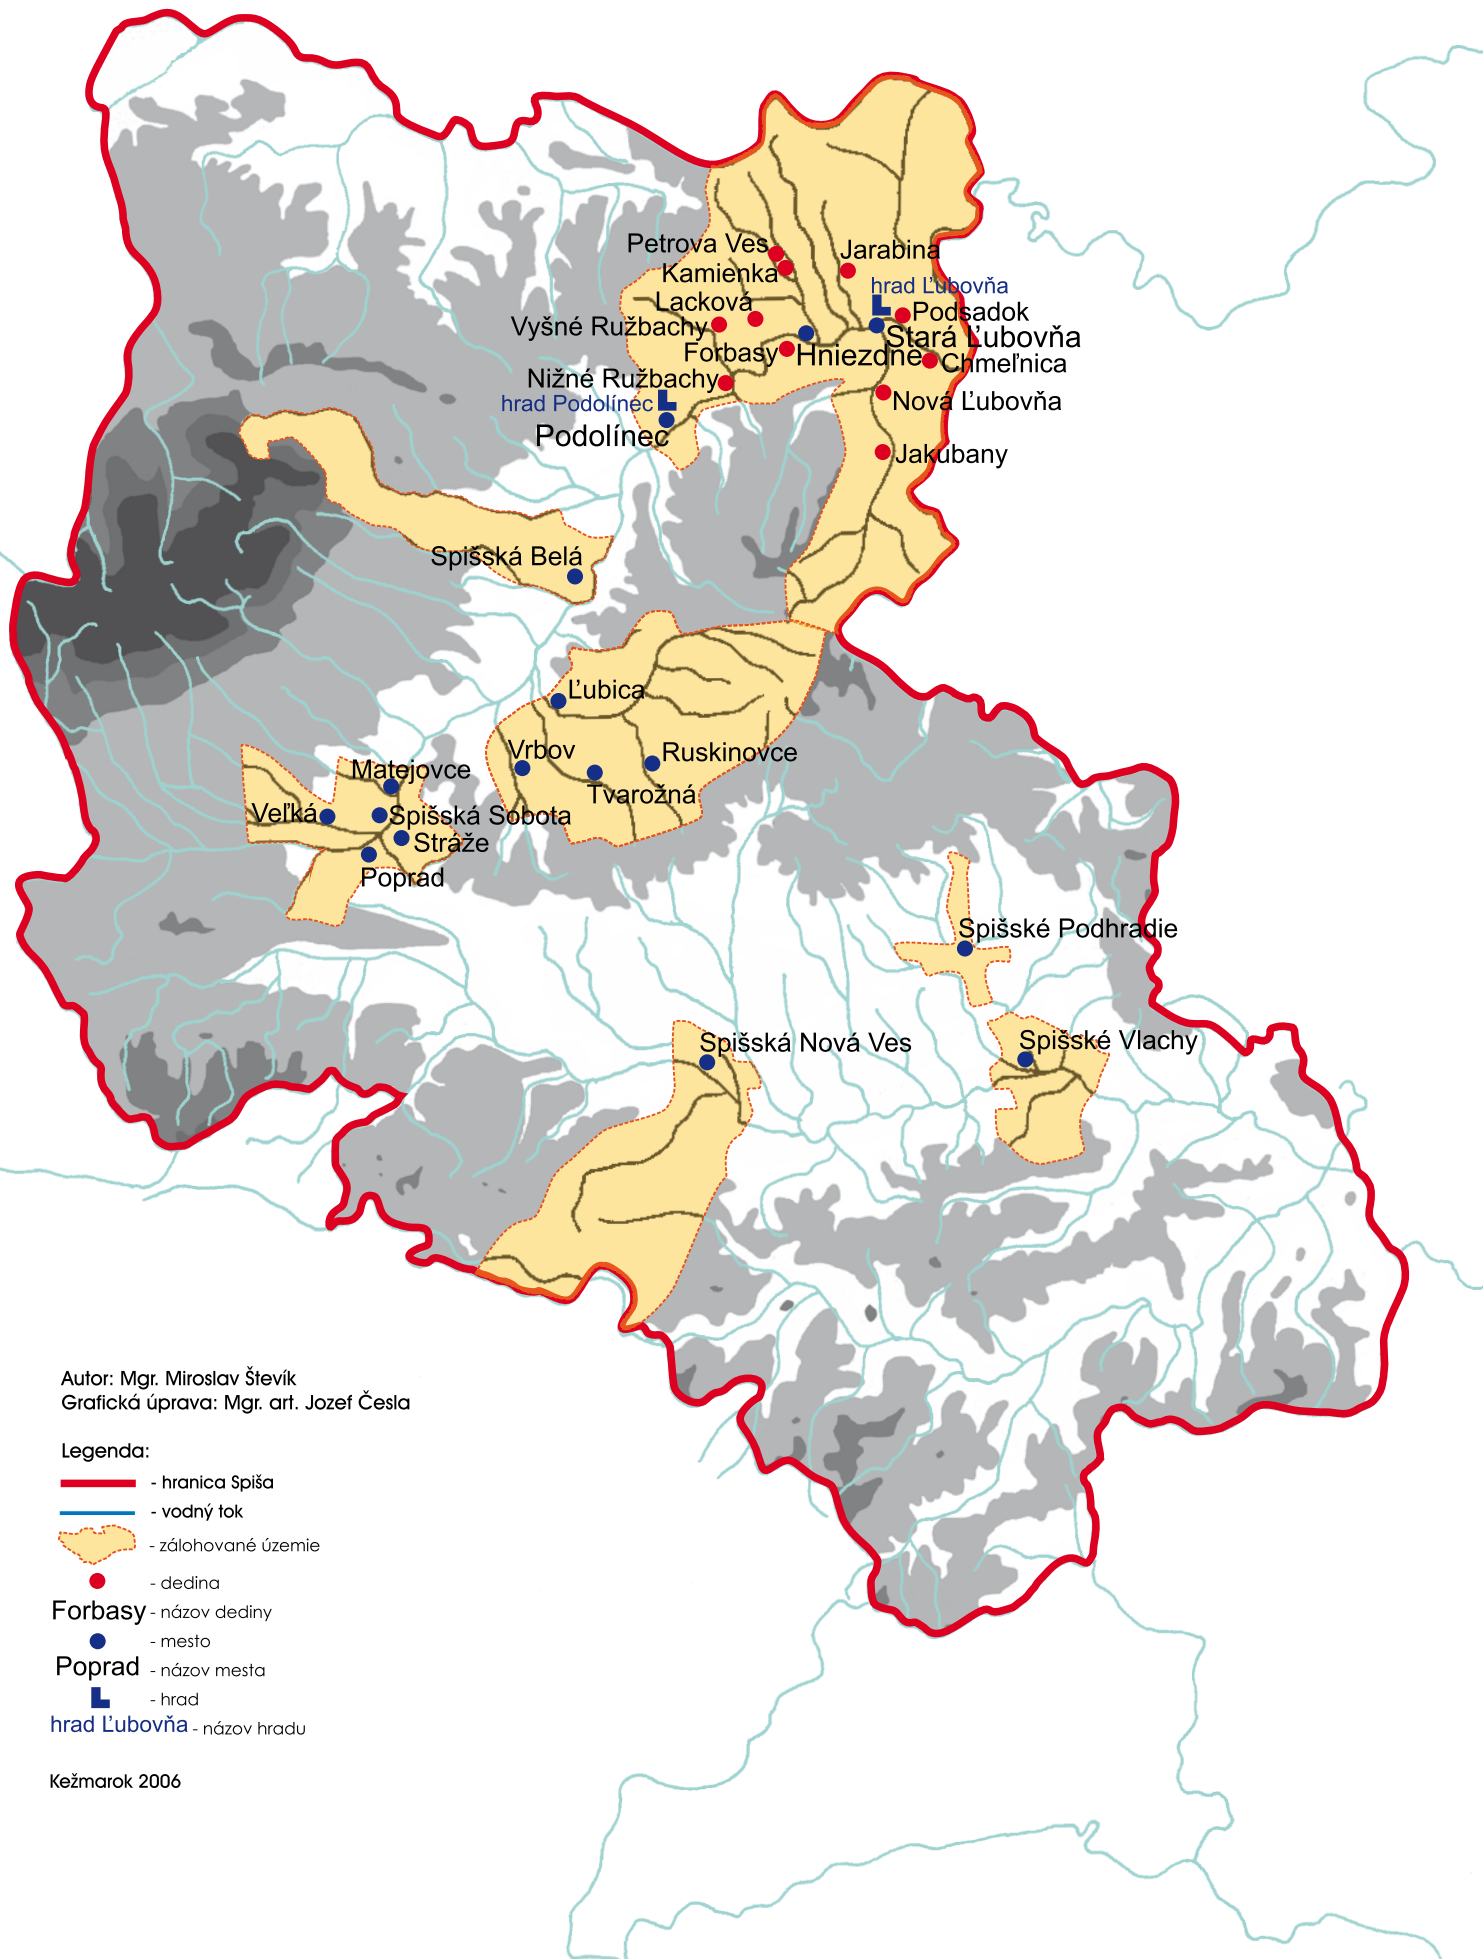 Petrova Ves
Jarabina
Kamienka
hrad Ľubovňa
Lacková
Podsadok
Vyšné Ružbachy
Stará Ľubovňa
Forbasy
Hniezdne
Chmeľnica
Nižné Ružbachy
hrad Podolínec
Nová Ľubovňa
Podolínec
Jakubany
Spišská Belá
Ľubica
Vrbov
Ruskinovce
Matejovce
Tvarožná
Veľká
Spišská Sobota
Stráže
Poprad
Spišské Podhradie
Spišská Nová Ves
Spišské Vlachy
Autor: Mgr. Miroslav Števík
Grafická úprava: Mgr. art. Jozef Česla
Legenda:
- hranica Spiša
- vodný tok
- zálohované územie
- dedina
Forbasy - názov dediny
- mesto
Poprad - názov mesta
- hrad
hrad Ľubovňa - názov hradu
Kežmarok 2006